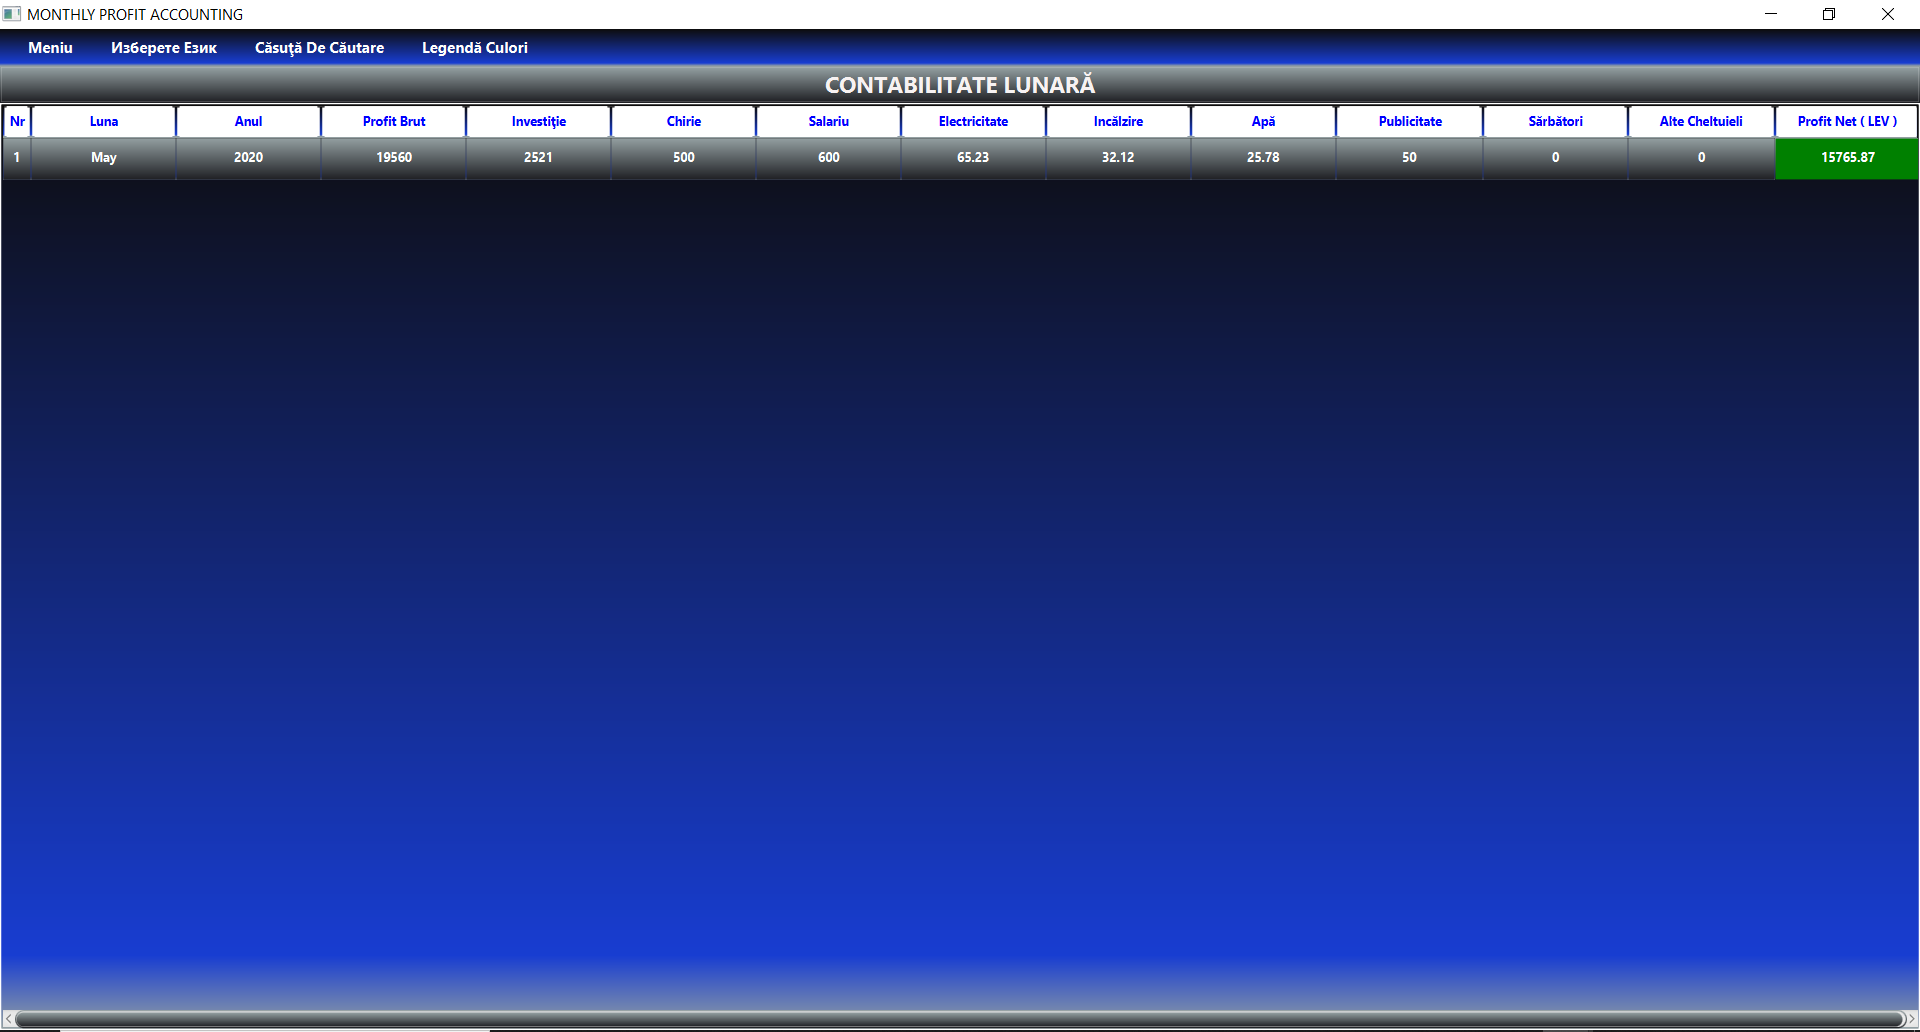 MONTHLY PROFIT ACCOUNTING
Meniu Изберете Език Căsuţă De Căutare Legendă Culori
CONTABILITATE LUNARĂ
Nr Luna Anul Profit Brut Investiţie Chirie Salariu Electricitate Incălzire Apă Publicitate Sărbători Alte Cheltuieli Profit Net ( LEV )
1 May 2020 19560 2521 500 600 65.23 32.12 25.78 50 0 0 15765.87